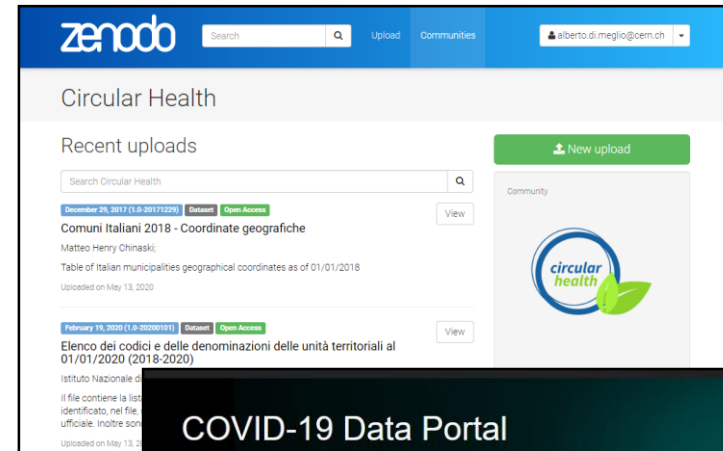 zenodo
Search
Upload
Communities
alberto.di.meglio@cern.ch
Circular Health
Recent uploads
New upload
Search Circular Health
December 29, 2017 (1.0-20171229) Dataset Open Access
View
Comuni Italiani 2018 - Coordinate geografiche
Matteo Henry Chinaski;
Table of Italian municipalities geographical coordinates as of 01/01/2018
Uploaded on May 13, 2020
Community
circular
health
February 19, 2020 (1.0-20200101) Dataset Open Access
View
Elenco dei codici e delle denominazioni delle unità territoriali al
01/01/2020 (2018-2020)
Istituto Nazionale di
Il file contiene la
identificato, nel file,
ufficiale. Inoltre
Uploaded on May 13,
COVID-19 Data Portal